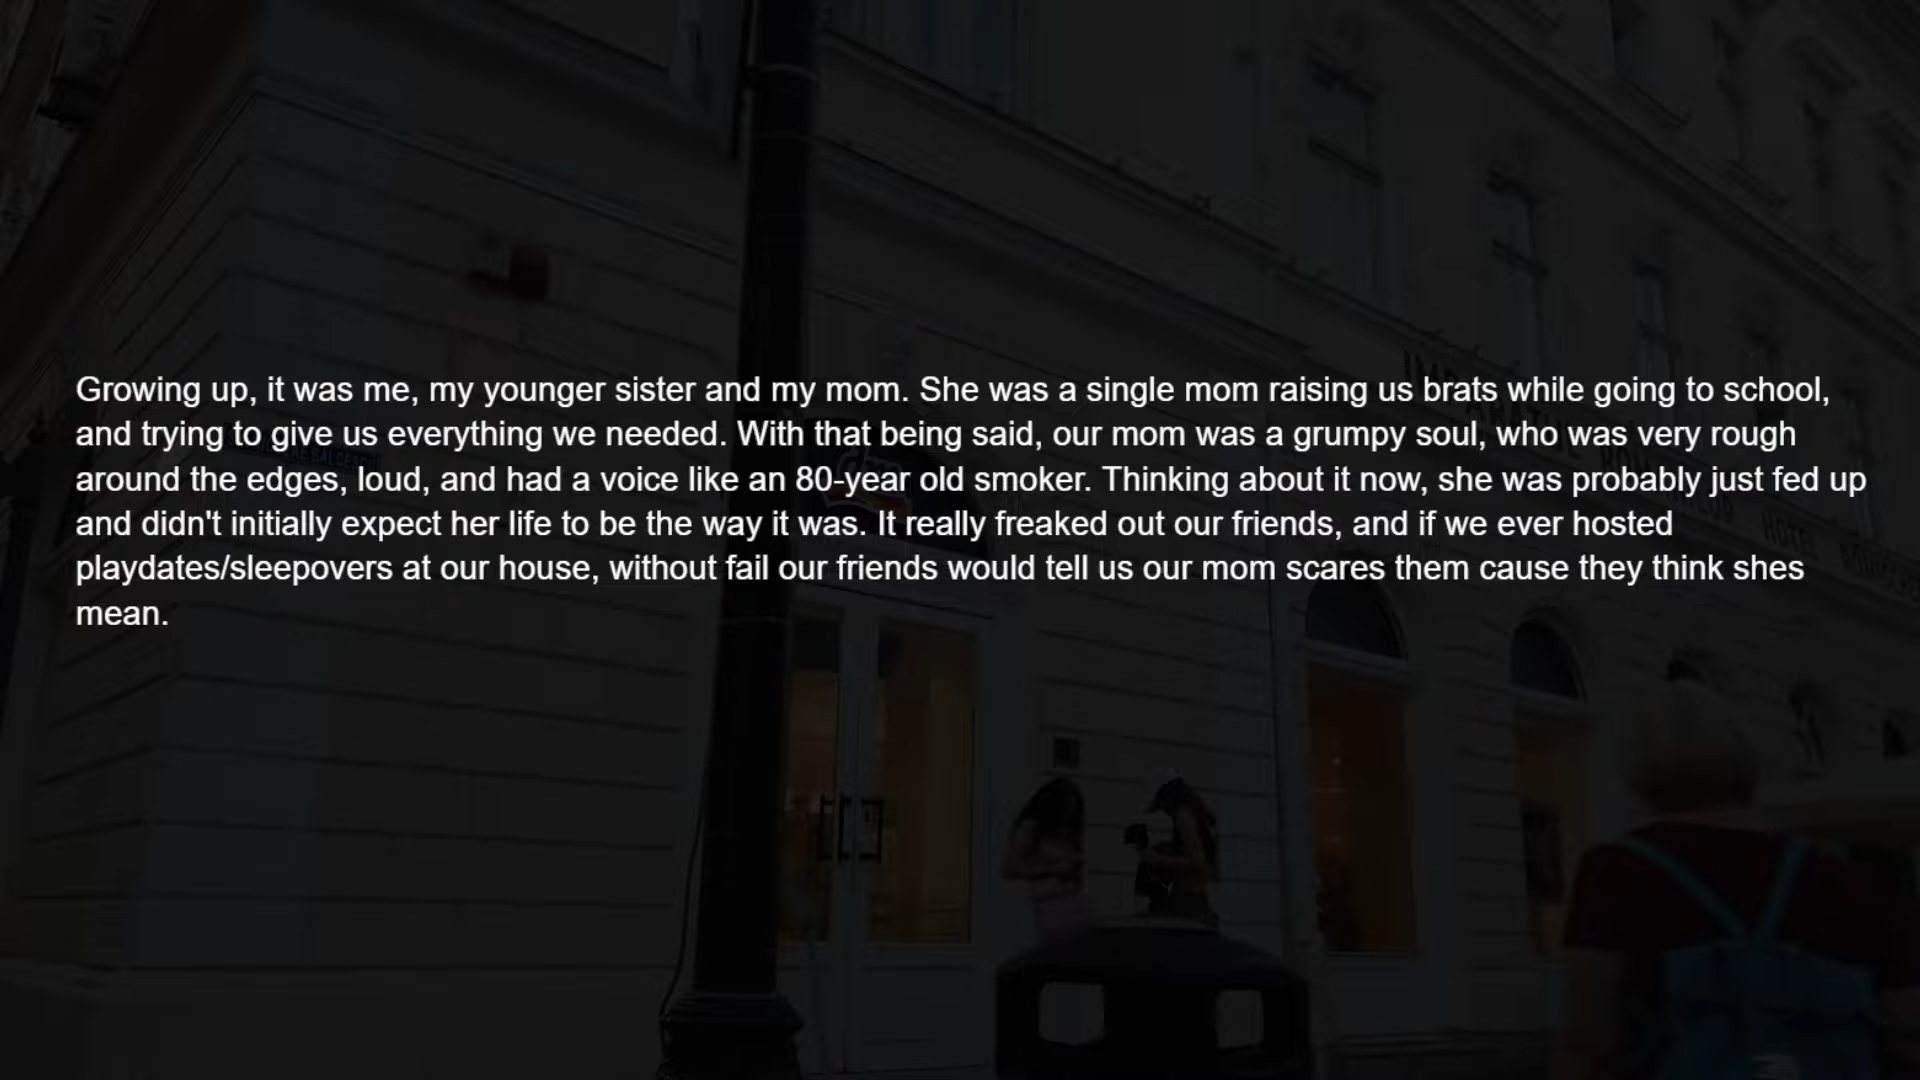 Growing up, it was me, my younger sister and my mom. She was a single mom raising us brats while going to school,
and trying to give us everything we needed. With that being said, our mom was a grumpy soul, who was very rough
around the edges, loud, and had a voice like an 80-year old smoker. Thinking about it now, she was probably just fed up
and didn't initially expect her life to be the way it was. It really freaked out our friends, and if we ever hosted
playdates/sleepovers at our house, without fail our friends would tell us our mom scares them cause they think shes
mean.
dm
HOTEL